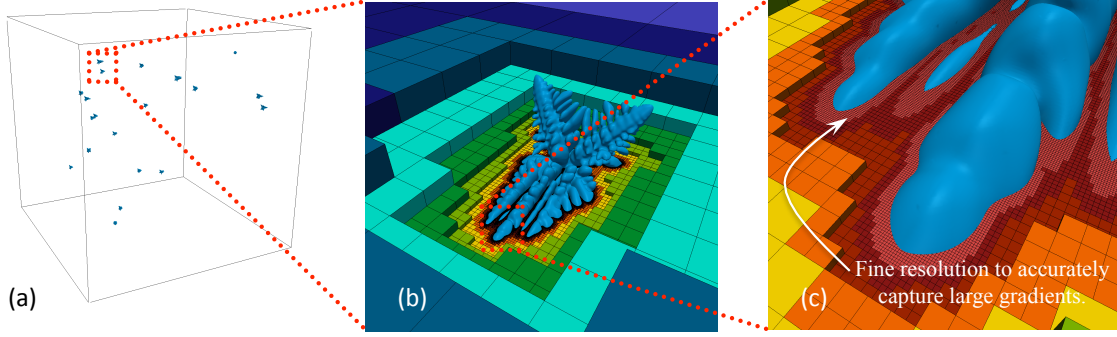 (a)
(b)
(c)
Fine resolution to accurately
capture large gradients.